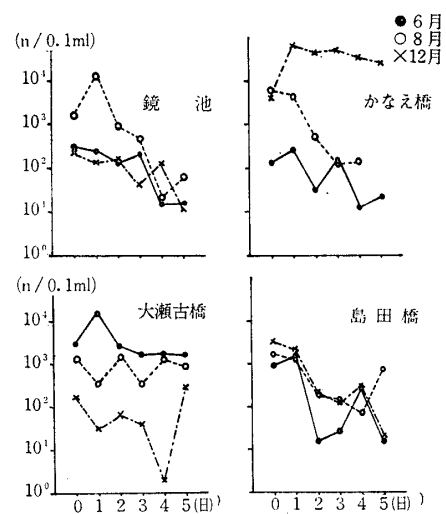 ● 6月
○ 8月
×12月
(n / 0.1ml)
鏡 池
かなえ橋
10⁴
10³
10²
10¹
10⁰
(n / 0.1ml)
大瀬古橋
島田橋
10⁴
10³
10²
10¹
10⁰
0 1 2 3 4 5(日)
0 1 2 3 4 5(日)